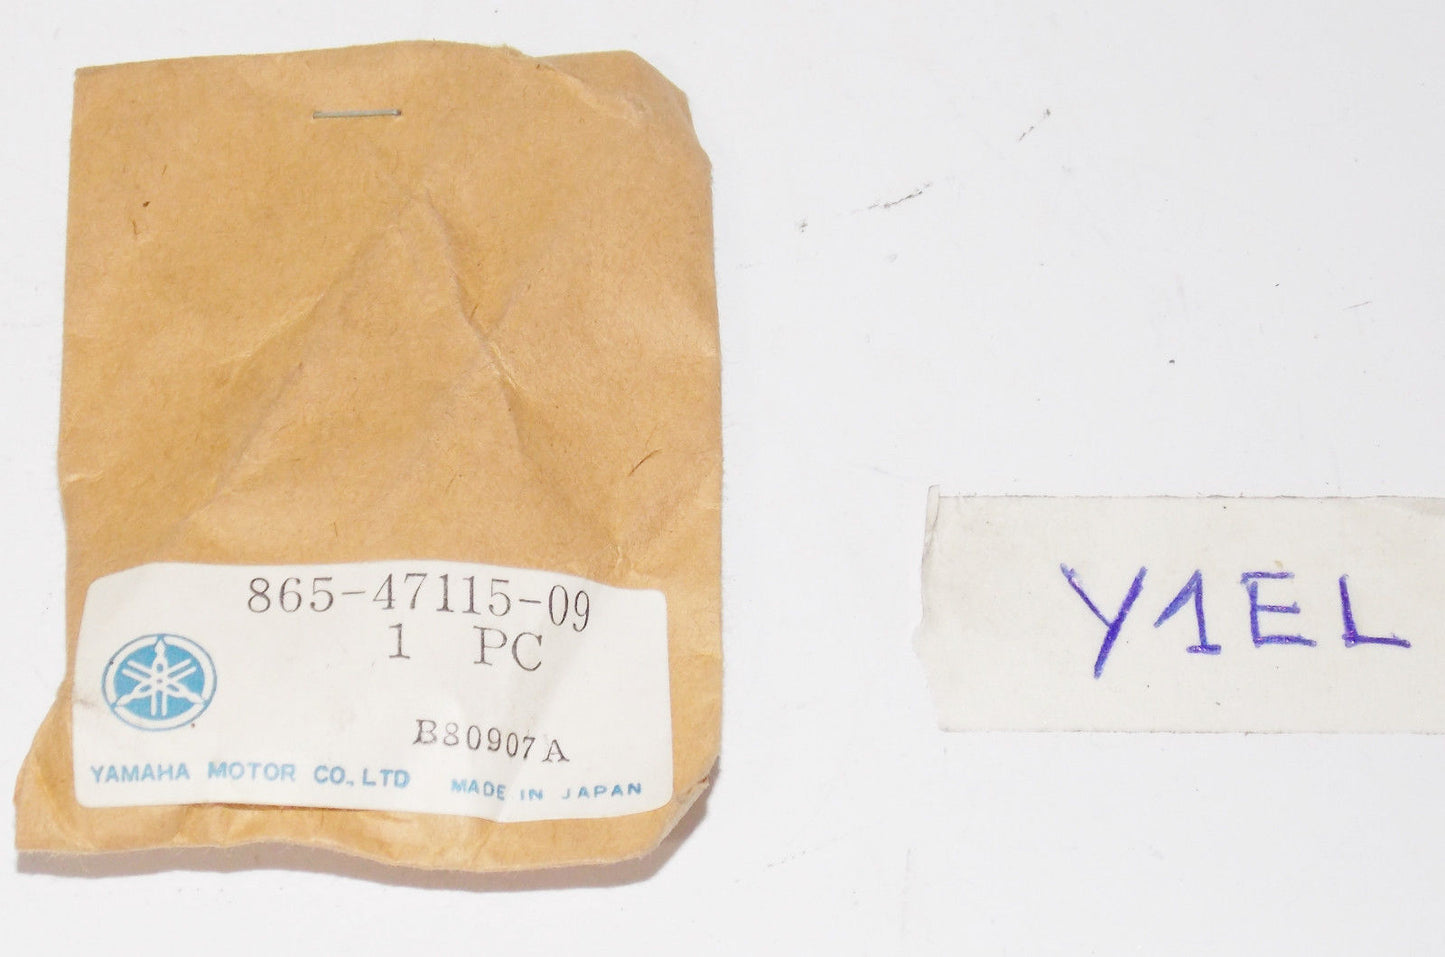 865-47115-09
1 PC
B80907A
YAMAHA MOTOR CO., LTD MADE IN JAPAN
Y1EL